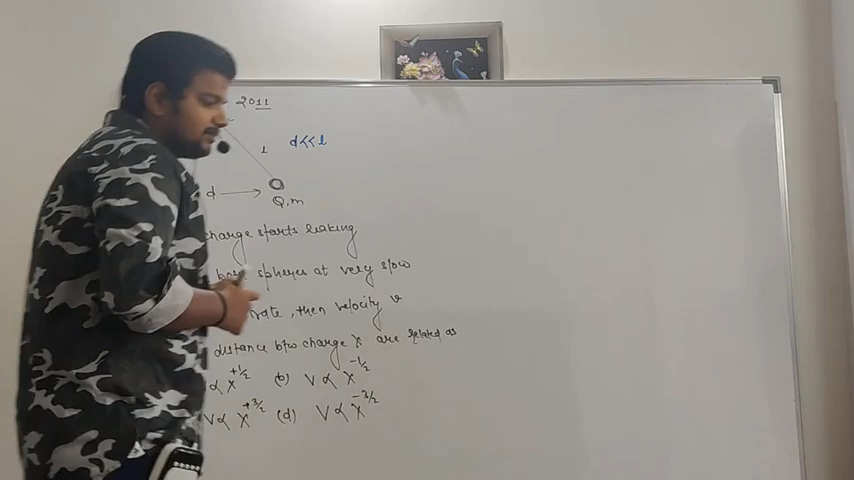 2011
l d<<l
d
Q,m
charge starts leaking
both spheres at very slow
rate, then velocity v
distance btw charge x are related as
∝ x^+1/2 (b) V ∝ x^-1/2
V∝ x^+3/2 (d) V∝ x^-3/2